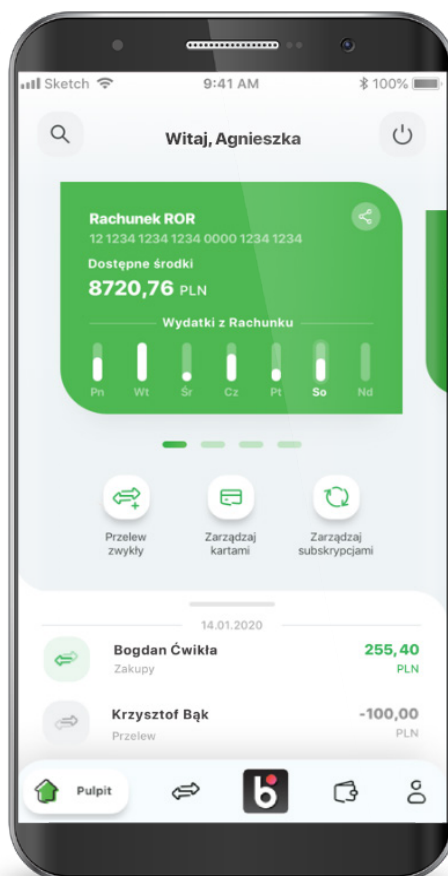 Sketch 9:41 AM 100%
Witaj, Agnieszka
Rachunek ROR
12 1234 1234 1234 0000 1234 1234
Dostępne środki
8720,76 PLN
Wydatki z Rachunku
Pn Wt Śr Cz Pt So Nd
Przelew zwykły
Zarządzaj kartami
Zarządzaj subskrypcjami
14.01.2020
Bogdan Ćwikła 255,40
Zakupy PLN
Krzysztof Bąk -100,00
Przelew PLN
Pulpit